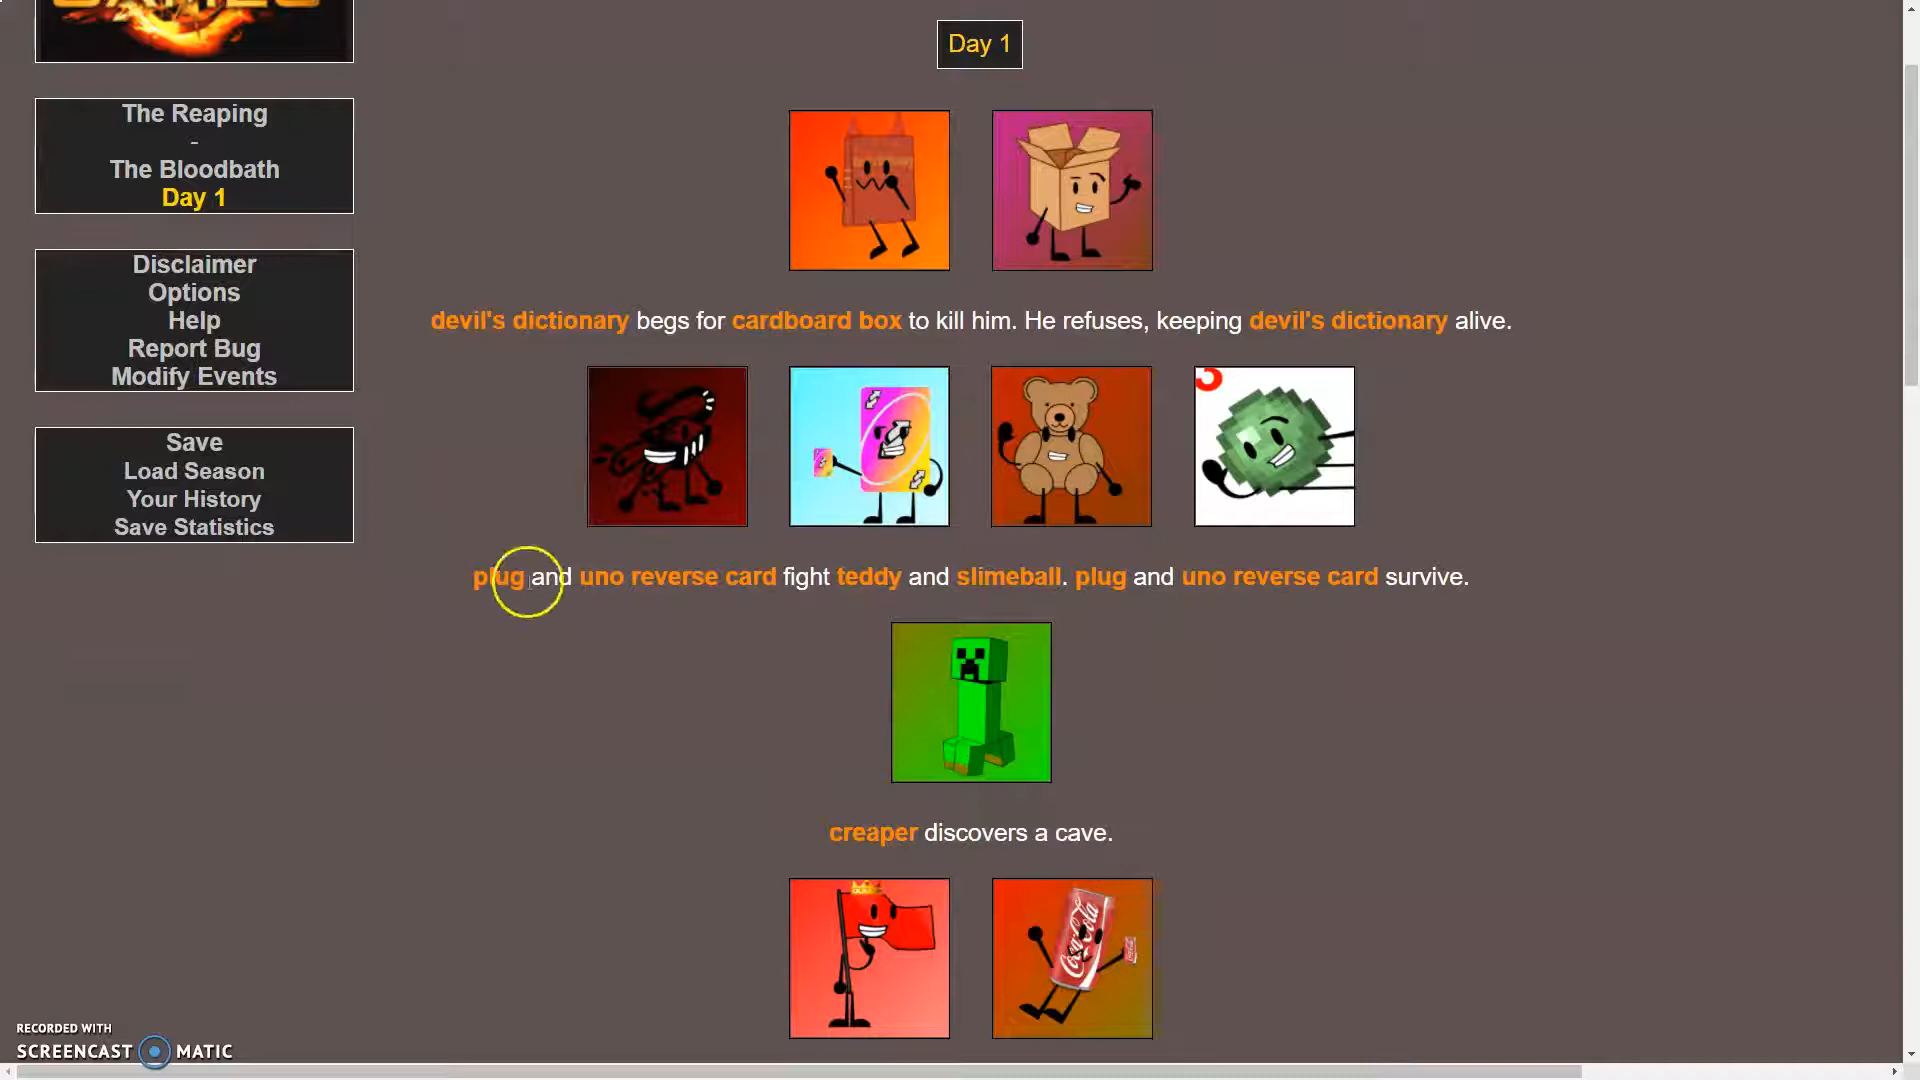 GAMES
Day 1
The Reaping
-
The Bloodbath
Day 1
Disclaimer
Options
Help
Report Bug
Modify Events
Save
Load Season
Your History
Save Statistics
devil's dictionary begs for cardboard box to kill him. He refuses, keeping devil's dictionary alive.
plug and uno reverse card fight teddy and slimeball. plug and uno reverse card survive.
creaper discovers a cave.
Coca-Cola
RECORDED WITH
SCREENCAST MATIC